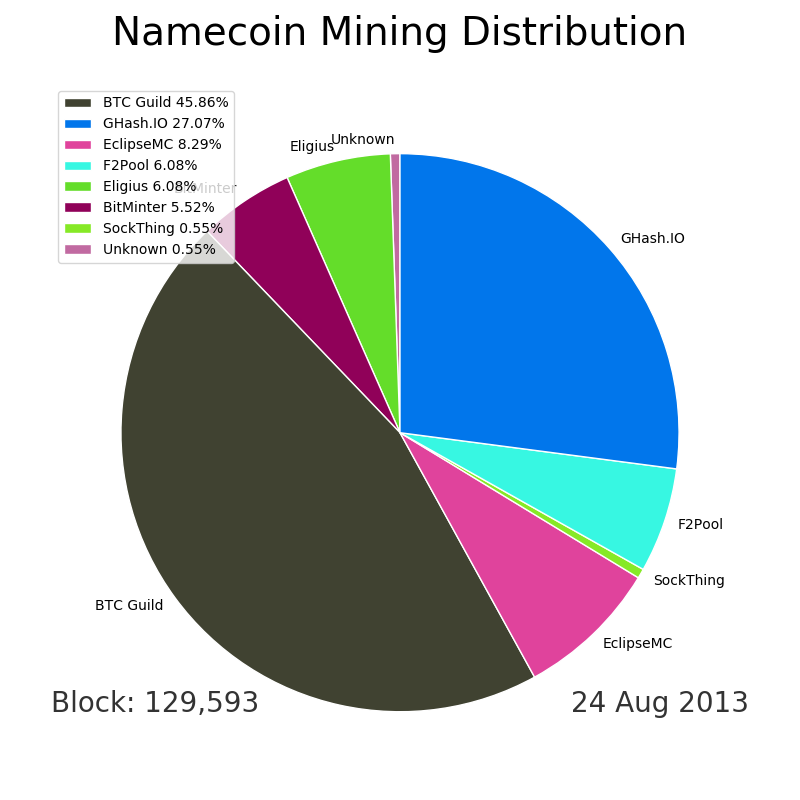 Namecoin Mining Distribution
BTC Guild 45.86%
GHash.IO 27.07%
EclipseMC 8.29%
F2Pool 6.08%
Eligius 6.08%
BitMinter 5.52%
SockThing 0.55%
Unknown 0.55%
Unknown
Eligius
BitMinter
GHash.IO
F2Pool
SockThing
EclipseMC
BTC Guild
Block: 129,593
24 Aug 2013